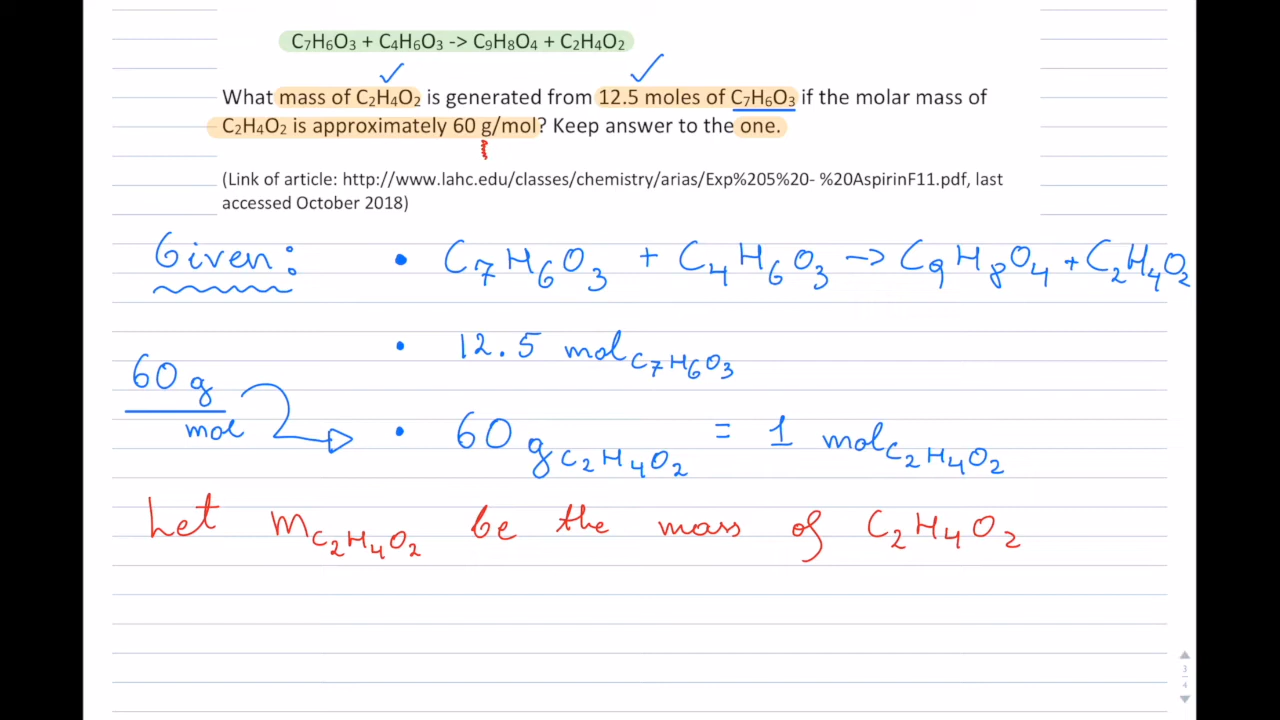 C₇H₆O₃ + C₄H₆O₃ -> C₉H₈O₄ + C₂H₄O₂
What mass of C₂H₄O₂ is generated from 12.5 moles of C₇H₆O₃ if the molar mass of
C₂H₄O₂ is approximately 60 g/mol? Keep answer to the one.
(Link of article: http://www.lahc.edu/classes/chemistry/arias/Exp%205%20- %20AspirinF11.pdf, last
accessed October 2018)
Given: • C₇H₆O₃ + C₄H₆O₃ -> C₉H₈O₄ + C₂H₄O₂
• 12.5 mol C₇H₆O₃
60 g
mol
• 60 g C₂H₄O₂ = 1 mol C₂H₄O₂
Let m C₂H₄O₂ be the mass of C₂H₄O₂
3
4